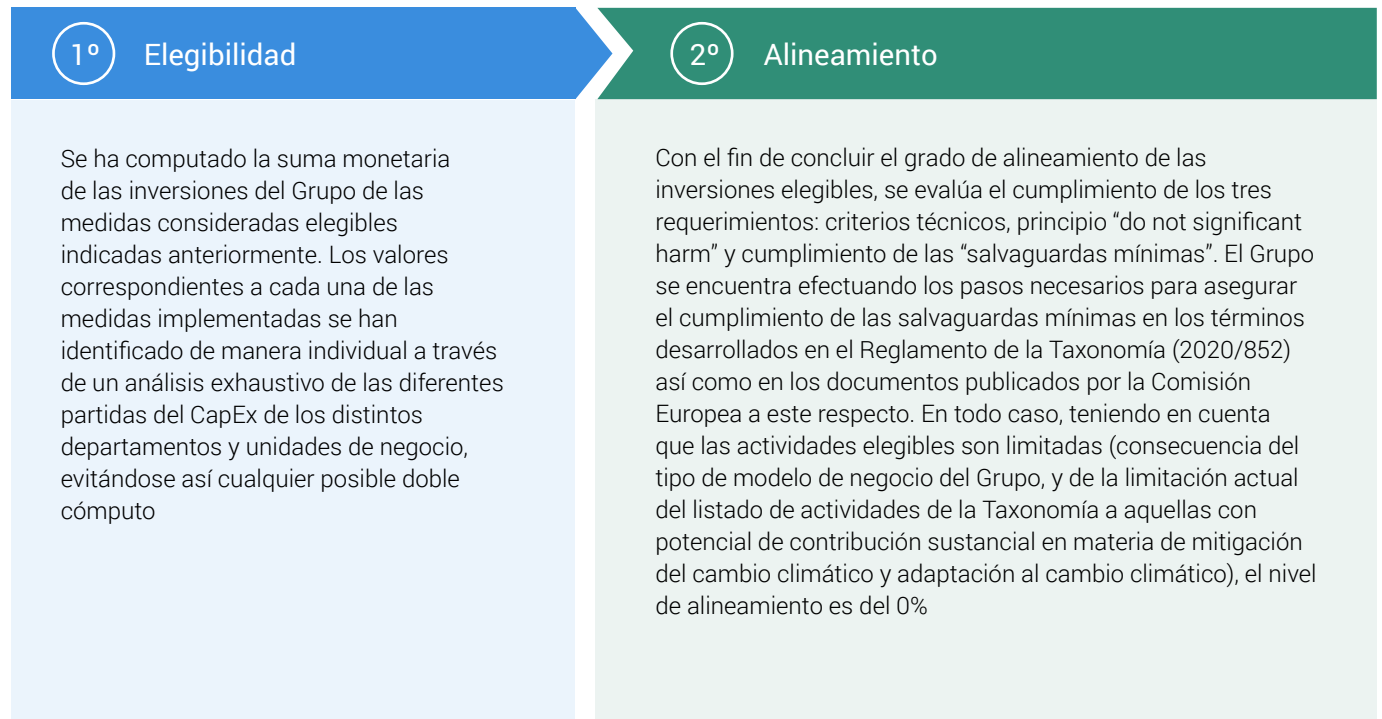 1º Elegibilidad
Se ha computado la suma monetaria
de las inversiones del Grupo de las
medidas consideradas elegibles
indicadas anteriormente. Los valores
correspondientes a cada una de las
medidas implementadas se han
identificado de manera individual a través
de un análisis exhaustivo de las diferentes
partidas del CapEx de los distintos
departamentos y unidades de negocio,
evitándose así cualquier posible doble
cómputo
2º Alineamiento
Con el fin de concluir el grado de alineamiento de las
inversiones elegibles, se evalúa el cumplimiento de los tres
requerimientos: criterios técnicos, principio “do not significant
harm” y cumplimiento de las “salvaguardas mínimas”. El Grupo
se encuentra efectuando los pasos necesarios para asegurar
el cumplimiento de las salvaguardas mínimas en los términos
desarrollados en el Reglamento de la Taxonomía (2020/852)
así como en los documentos publicados por la Comisión
Europea a este respecto. En todo caso, teniendo en cuenta
que las actividades elegibles son limitadas (consecuencia del
tipo de modelo de negocio del Grupo, y de la limitación actual
del listado de actividades de la Taxonomía a aquellas con
potencial de contribución sustancial en materia de mitigación
del cambio climático y adaptación al cambio climático), el nivel
de alineamiento es del 0%